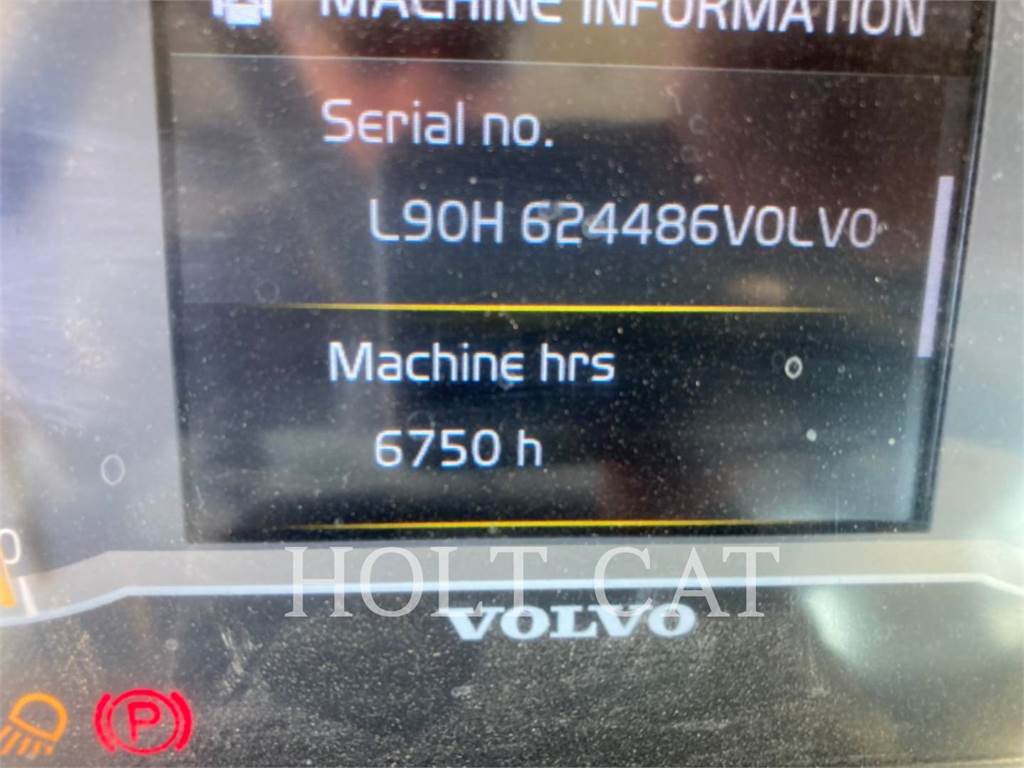 MACHINE INFORMATION
Serial no.
L90H 624486VOLVO
Machine hrs
6750 h
HOLT CAT
VOLVO
P